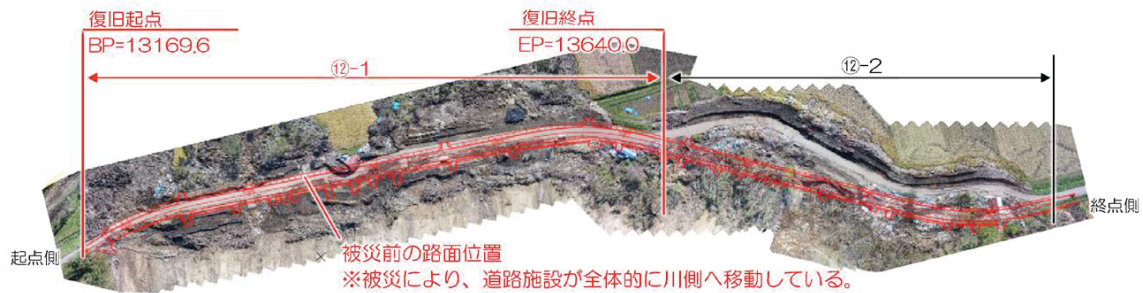 復旧起点
BP=13169.6
復旧終点
EP=13640.0
⑫-1
⑫-2
起点側
終点側
被災前の路面位置
※被災により、道路施設が全体的に川側へ移動している。